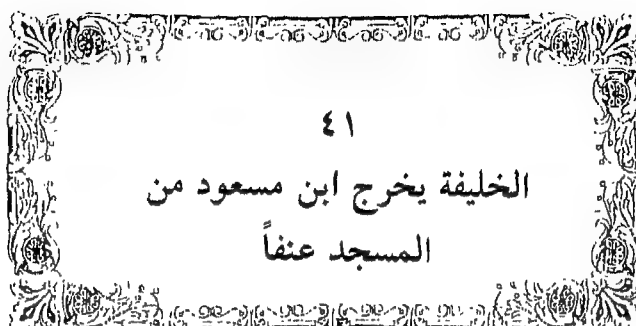 ٤١
الخليفة يخرج ابن مسعود من
المسجد عنفاً